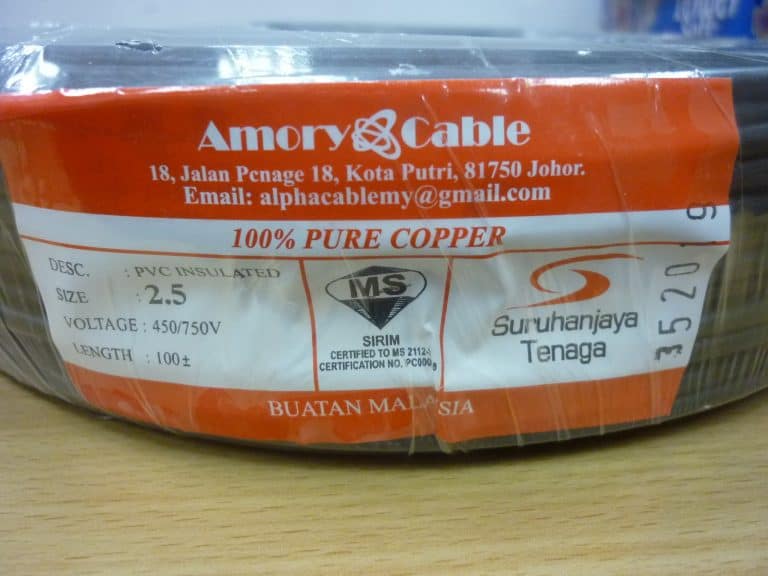 Amory Cable
18, Jalan Pcnage 18, Kota Putri, 81750 Johor.
Email: alphacablemy@gmail.com
100% PURE COPPER
DESC. : PVC INSULATED
SIZE : 2.5
VOLTAGE : 450/750V
LENGTH : 100±
MS
SIRIM
CERTIFIED TO MS 2112-
CERTIFICATION NO.
Suruhanjaya
Tenaga
BUATAN MALAYSIA